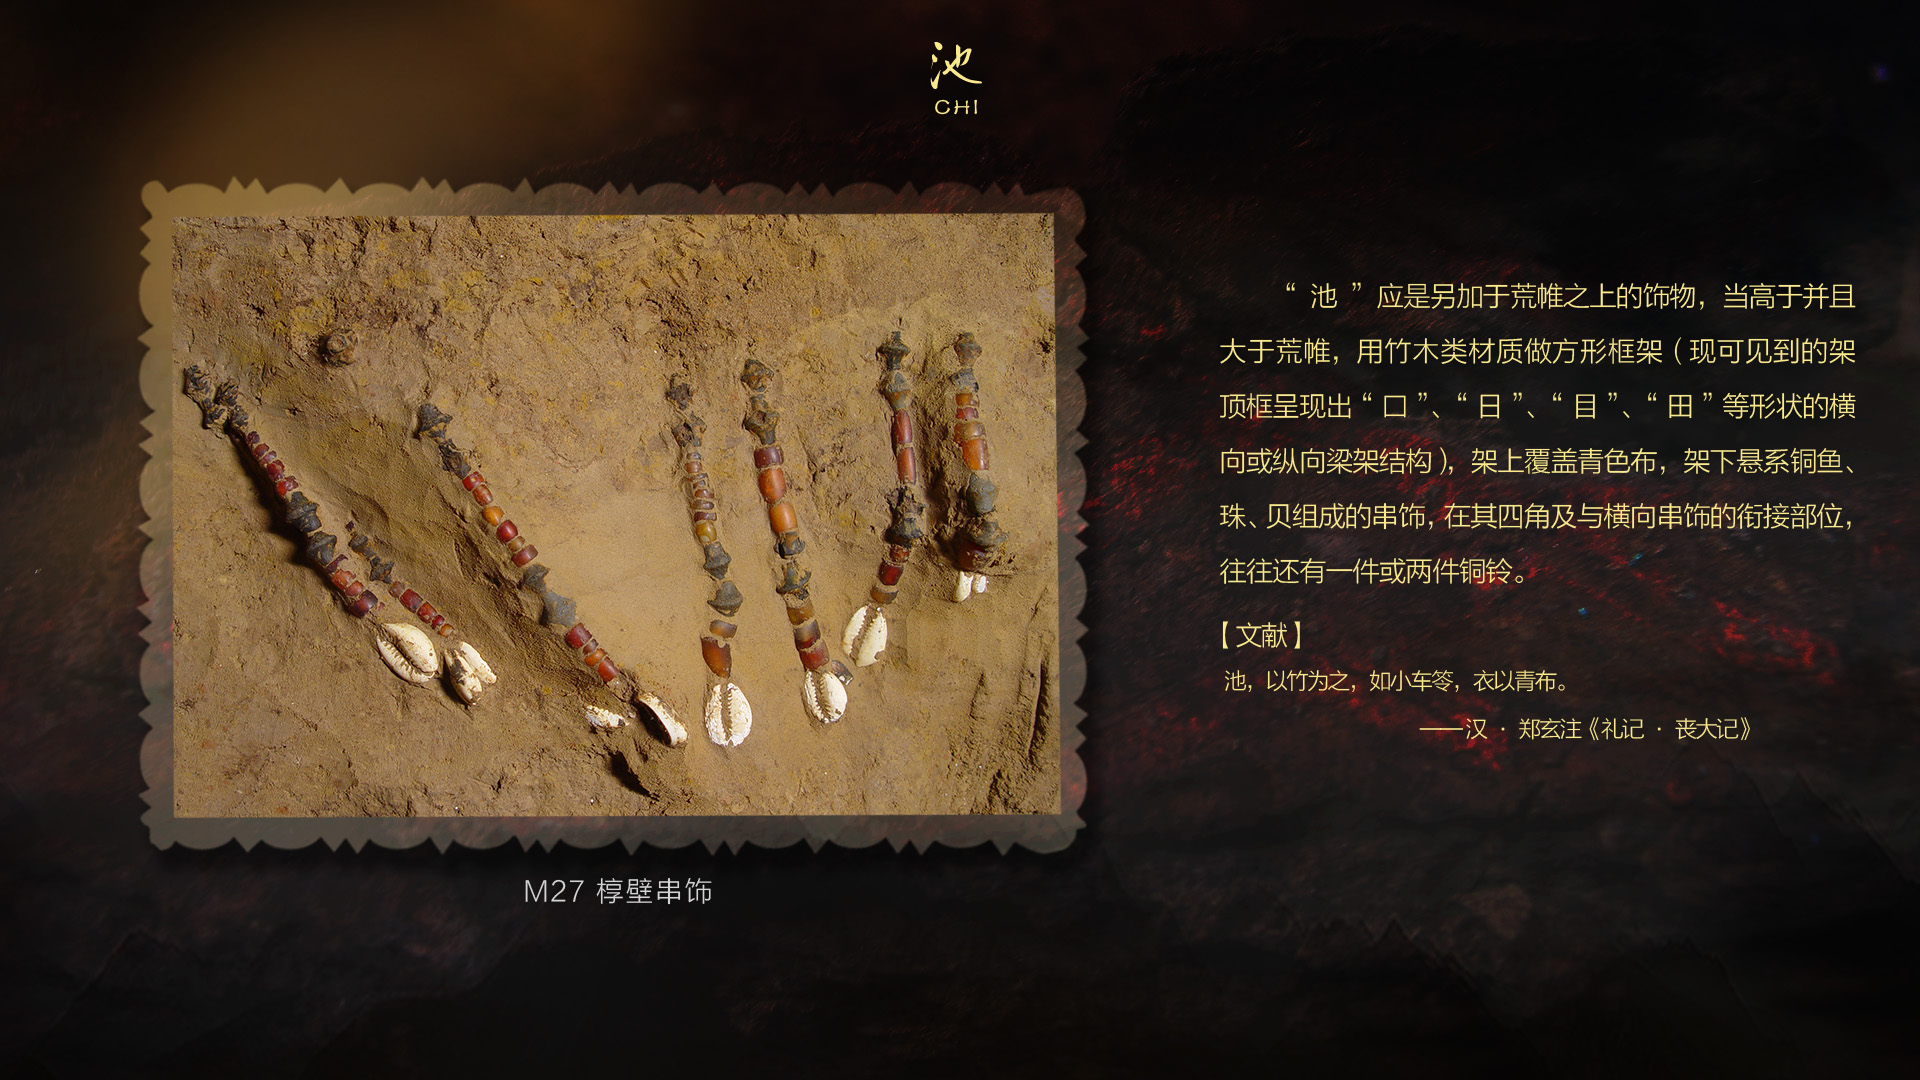 池
CHI
“ 池 ” 应是另加于荒帷之上的饰物，当高于并且
大于荒帷，用竹木类材质做方形框架（现可见到的架
顶框呈现出“ 口 ”、“ 日 ”、“ 目 ”、“ 田 ”等形状的横
向或纵向梁架结构），架上覆盖青色布，架下悬系铜鱼、
珠、贝组成的串饰，在其四角及与横向串饰的衔接部位，
往往还有一件或两件铜铃。
【文献】
池，以竹为之，如小车笭，衣以青布。
——汉 · 郑玄注《礼记 · 丧大记》
M27 椁壁串饰